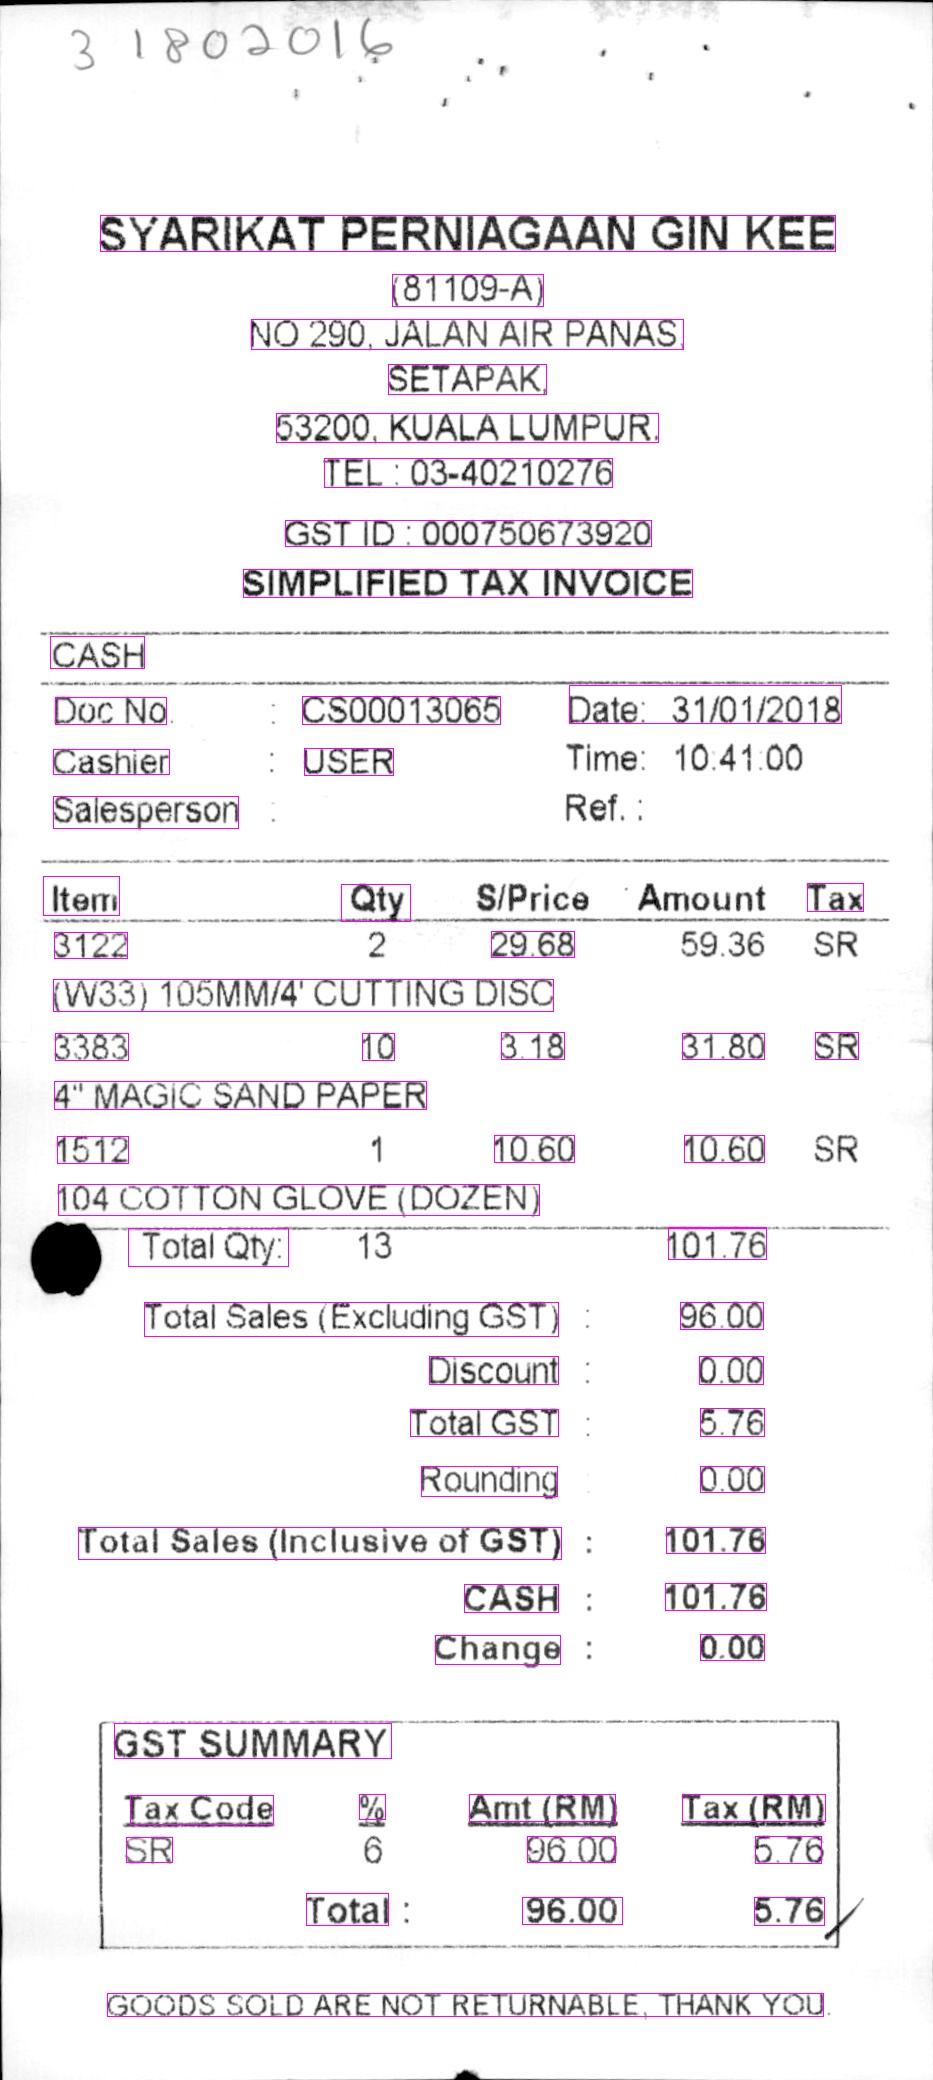 3 1802016
SYARIKAT PERNIAGAAN GIN KEE
(81109-A)
NO 290, JALAN AIR PANAS,
SETAPAK,
53200, KUALA LUMPUR.
TEL : 03-40210276
GST ID : 000750673920
SIMPLIFIED TAX INVOICE
CASH
Doc No. : CS00013065 Date: 31/01/2018
Cashier : USER Time: 10:41:00
Salesperson : Ref. :
Item Qty S/Price Amount Tax
3122 2 29.68 59.36 SR
(W33) 105MM/4' CUTTING DISC
3383 10 3.18 31.80 SR
4" MAGIC SAND PAPER
1512 1 10.60 10.60 SR
104 COTTON GLOVE (DOZEN)
Total Qty: 13 101.76
Total Sales (Excluding GST) : 96.00
Discount : 0.00
Total GST : 5.76
Rounding 0.00
Total Sales (Inclusive of GST) : 101.76
CASH : 101.76
Change : 0.00
GST SUMMARY
Tax Code % Amt (RM) Tax (RM)
SR 6 96.00 5.76
Total : 96.00 5.76
GOODS SOLD ARE NOT RETURNABLE, THANK YOU.